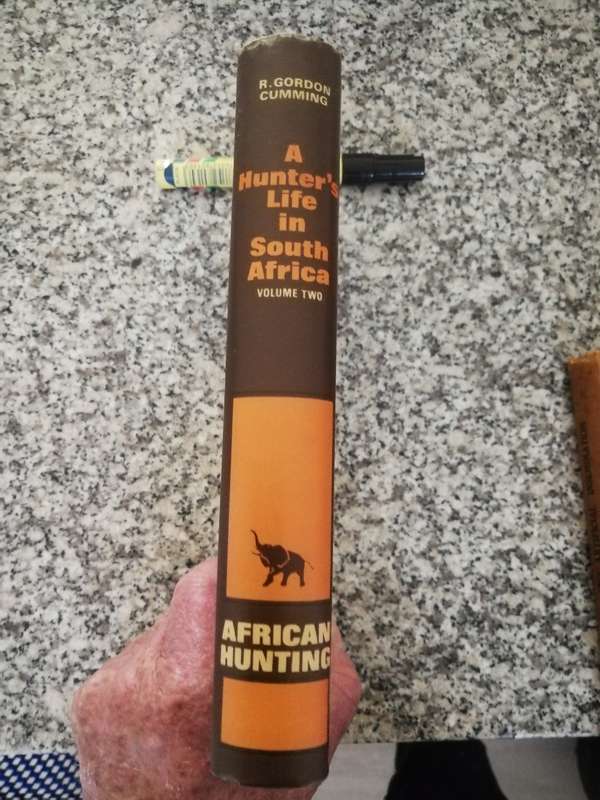 R. GORDON
CUMMING
A
Hunter's
Life
in
South
Africa
VOLUME TWO
AFRICAN
HUNTING